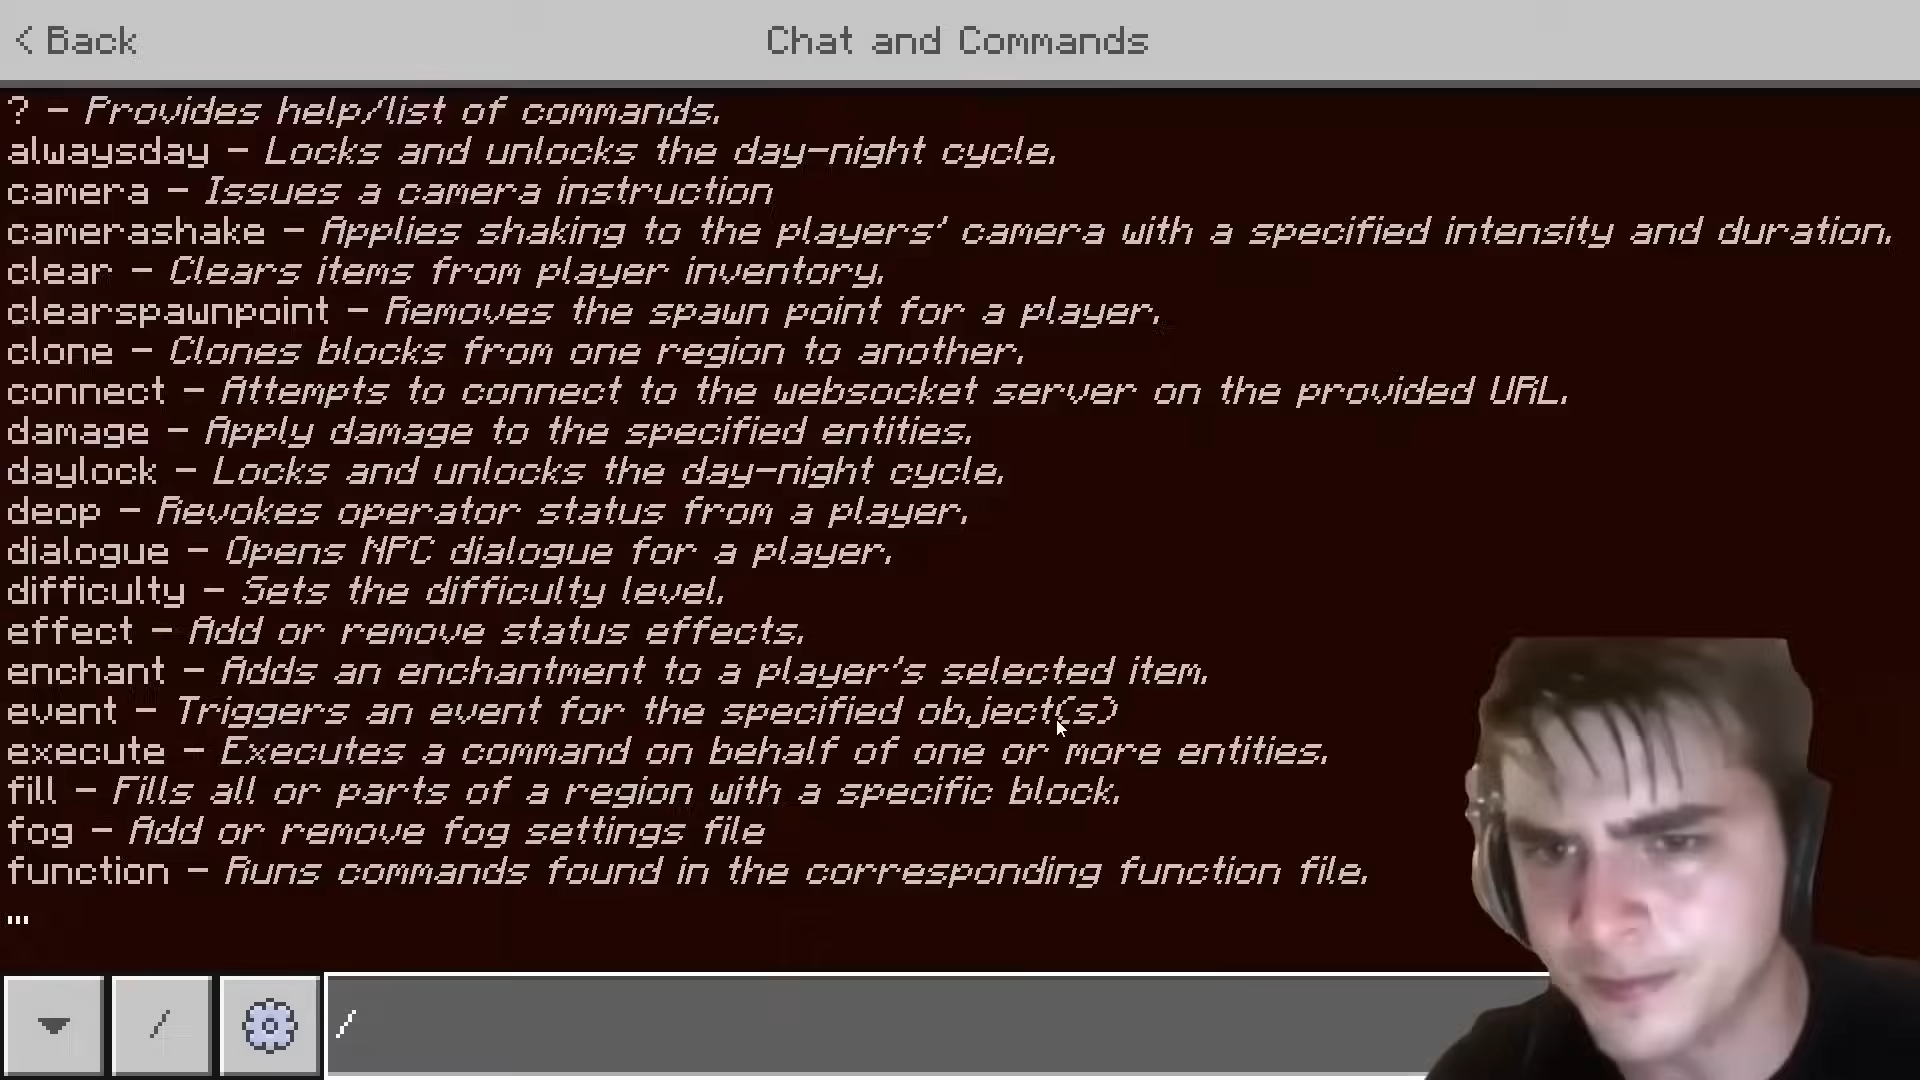 < Back
Chat and Commands
? - Provides help/list of commands.
alwaysday - Locks and unlocks the day-night cycle.
camera - Issues a camera instruction
camerashake - Applies shaking to the players' camera with a specified intensity and duration.
clear - Clears items from player inventory.
clearspawnpoint - Removes the spawn point for a player.
clone - Clones blocks from one region to another.
connect - Attempts to connect to the websocket server on the provided URL.
damage - Apply damage to the specified entities.
daylock - Locks and unlocks the day-night cycle.
deop - Revokes operator status from a player.
dialogue - Opens NPC dialogue for a player.
difficulty - Sets the difficulty level.
effect - Add or remove status effects.
enchant - Adds an enchantment to a player's selected item.
event - Triggers an event for the specified object(s)
execute - Executes a command on behalf of one or more entities.
fill - Fills all or parts of a region with a specific block.
fog - Add or remove fog settings file
function - Runs commands found in the corresponding function file.
...
/
/